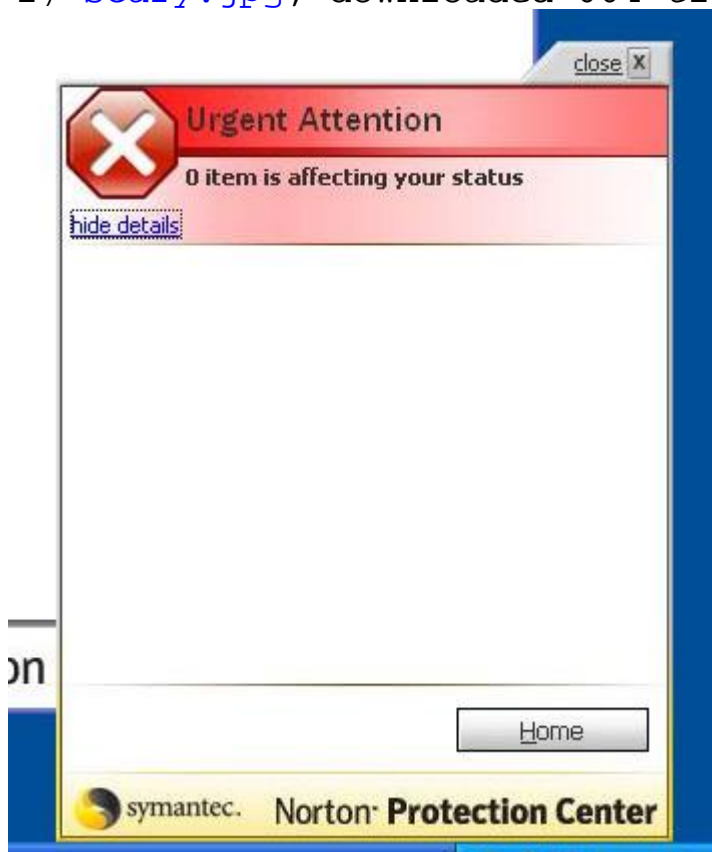 close X
Urgent Attention
0 item is affecting your status
hide details
on
Home
symantec. Norton· Protection Center